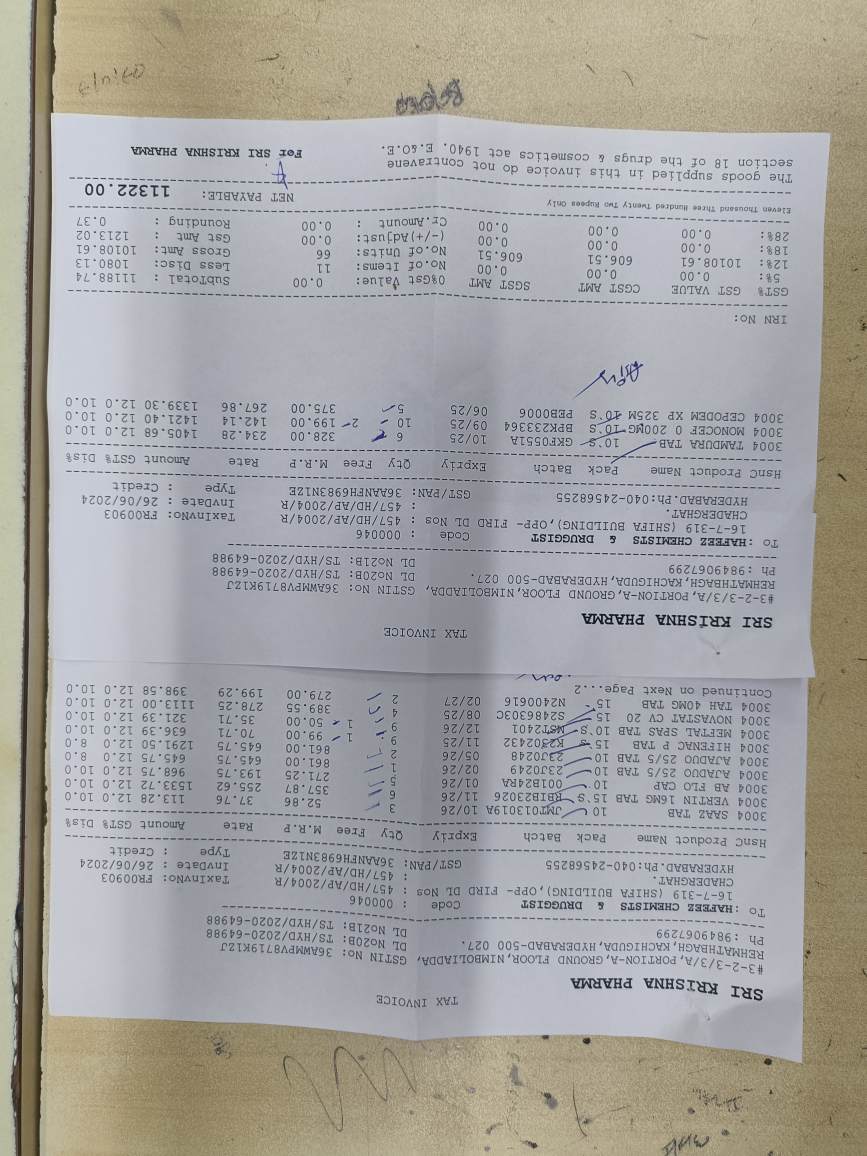 TAX INVOICE
SRI KRISHNA PHARMA
#3-2-3/3/A, PORTION-A, GROUND FLOOR, NIMBOLIADDA, GSTIN No: 36AWMPV8719K1ZJ
REHMATHBAGH, KACHIGUDA, HYDERABAD-500 027. DL No20B: TS/HYD/2020-64988
Ph :9849067299 DL No21B: TS/HYD/2020-64988
To :HAFEEZ CHEMISTS & DRUGGIST Code : 000046
16-7-319 (SHIFA BUILDING),OPP- FIRD DL Nos : 457/HD/AP/2004/R TaxInvNo: FR00903
CHADERGHAT. : 457/HD/AP/2004/R InvDate : 26/06/2024
HYDERABAD.Ph:040-24568255 GST/PAN: 36AANFH6983N1ZE Type : Credit
HsnC Product Name Pack Batch Expriy Qty Free M.R.P Rate Amount GST% Dis%
3004 SAAZ TAB 10 JMT013019A 10/26 3 52.86 37.76 113.28 12.0 10.0
3004 VERTIN 16MG TAB 15'S RBIB23026 11/26 6 357.87 255.62 1533.72 12.0 10.0
3004 AB FLO CAP 10 001824RA 01/26 5 271.25 193.75 968.75 12.0 10.0
3004 AJADUO 25/5 TAB 10 23J0249 02/26 1 861.00 645.75 645.75 12.0 8.0
3004 AJADUO 25/5 TAB 10 23J0248 05/26 2 861.00 645.75 1291.50 12.0 8.0
3004 HIFENAC P TAB 15'S K2302432 11/25 9 1 99.00 70.71 636.39 12.0 10.0
3004 MEFTAL SPAS TAB 10'S MST2401 12/26 9 1 50.00 35.71 321.39 12.0 10.0
3004 NOVASTAT CV 20 15 S2486303C 08/25 4 389.55 278.25 1113.00 12.0 10.0
3004 TAH 40MG TAB 15 N2400616 02/27 2 279.00 199.29 398.58 12.0 10.0
Continued on Next Page...2
TAX INVOICE
SRI KRISHNA PHARMA
#3-2-3/3/A, PORTION-A, GROUND FLOOR, NIMBOLIADDA, GSTIN No: 36AWMPV8719K1ZJ
REHMATHBAGH, KACHIGUDA, HYDERABAD-500 027. DL No20B: TS/HYD/2020-64988
Ph :9849067299 DL No21B: TS/HYD/2020-64988
To :HAFEEZ CHEMISTS & DRUGGIST Code : 000046
16-7-319 (SHIFA BUILDING),OPP- FIRD DL Nos : 457/HD/AP/2004/R TaxInvNo: FR00903
CHADERGHAT. : 457/HD/AP/2004/R InvDate : 26/06/2024
HYDERABAD.Ph:040-24568255 GST/PAN: 36AANFH6983N1ZE Type : Credit
HsnC Product Name Pack Batch Expriy Qty Free M.R.P Rate Amount GST% Dis%
3004 TAMDURA TAB 10'S GKF0551A 10/25 6 328.00 234.28 1405.68 12.0 10.0
3004 MONOCEF O 200MG 10'S BPK233364 09/25 10 2 199.00 142.14 1421.40 12.0 10.0
3004 CEPODEM XP 325M 10'S PEB0006 06/25 5 375.00 267.86 1339.30 12.0 10.0
IRN No:
GST% GST VALUE CGST AMT SGST AMT 0%Gst Value: 0.00 SubTotal : 11188.74
5%: 0.00 0.00 0.00 No.of Items: 11 Less Disc: 1080.13
12%: 10108.61 606.51 606.51 No.of Units: 66 Gross Amt: 10108.61
18%: 0.00 0.00 0.00 (-/+)Adjust: 0.00 Gst Amt : 1213.02
28%: 0.00 0.00 0.00 Cr.Amount : 0.00 Rounding : 0.37
Eleven Thousand Three Hundred Twenty Two Rupees Only NET PAYABLE: 11322.00
The goods supplied in this invoice do not contravene
section 18 of the drugs & cosmetics act 1940. E.&O.E. For SRI KRISHNA PHARMA